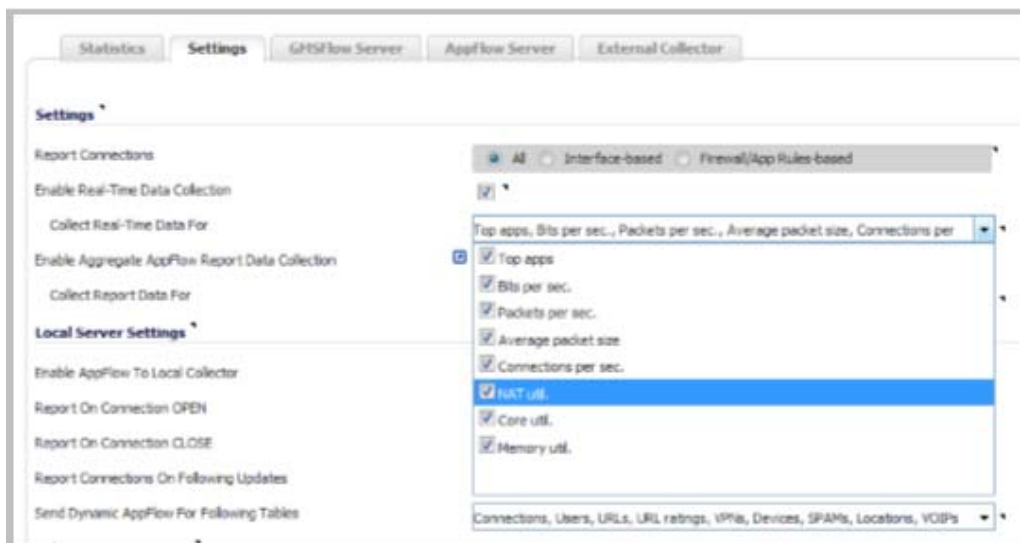 Statistics Settings GMSFlow Server AppFlow Server External Collector
Settings
Report Connections All Interface-based Firewall/App Rules-based
Enable Real-Time Data Collection
Collect Real-Time Data For Top apps, Bits per sec., Packets per sec., Average packet size, Connections per
Enable Aggregate AppFlow Report Data Collection Top apps
Bits per sec.
Collect Report Data For
Packets per sec.
Local Server Settings
Average packet size
Enable AppFlow To Local Collector Connections per sec.
NAT util.
Report On Connection OPEN
Core util.
Report On Connection CLOSE Memory util.
Report Connections On Following Updates
Send Dynamic AppFlow For Following Tables Connections, Users, URLs, URL ratings, VPNs, Devices, SPAMs, Locations, VOIPs